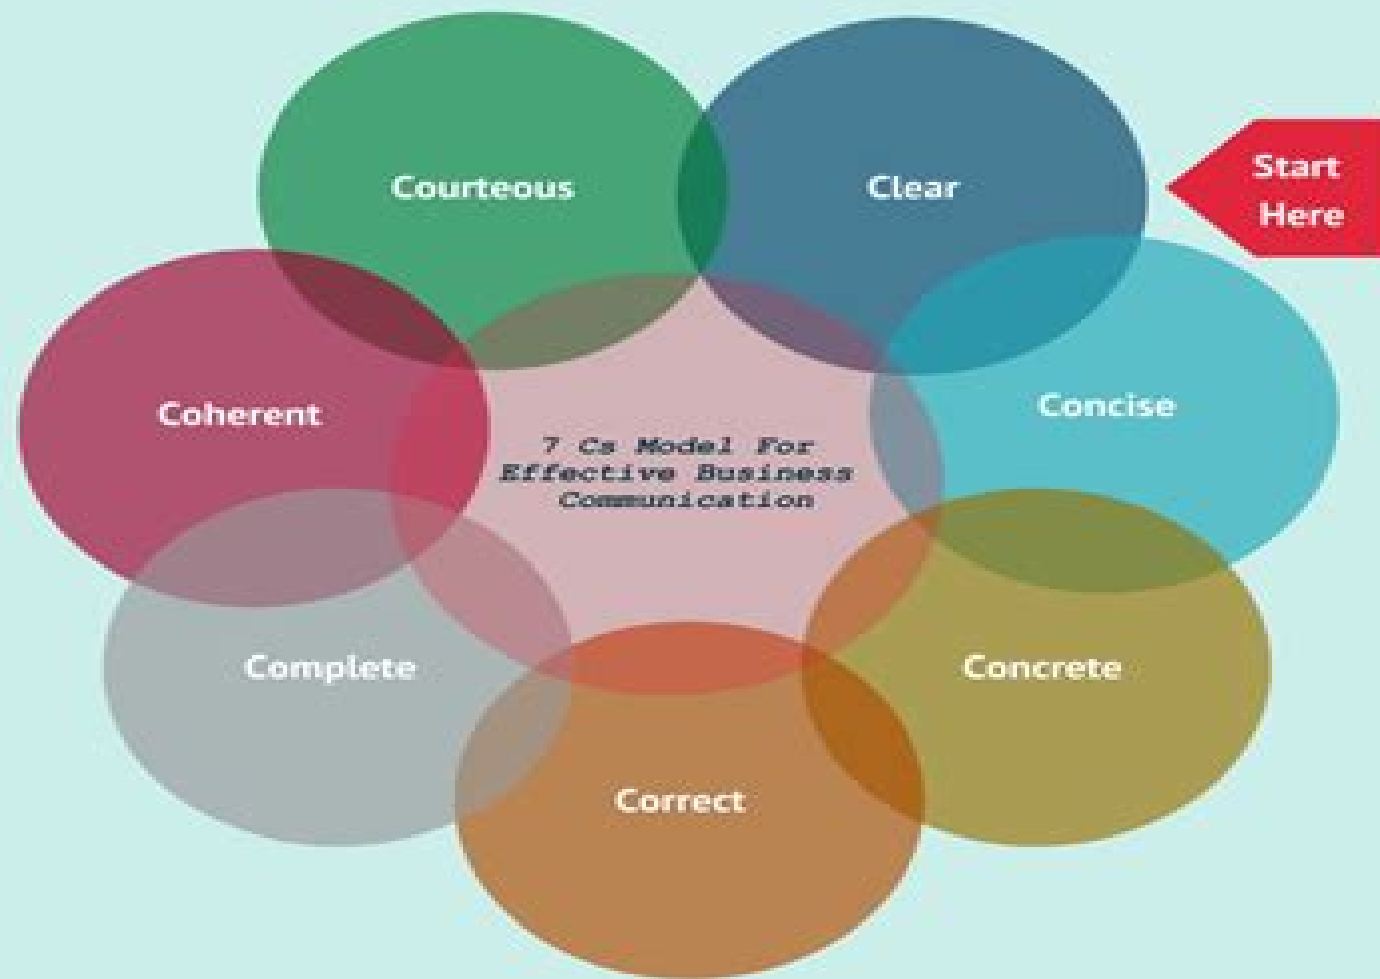 Courteous
Clear
Start
Here
Coherent
Concise
7 Cs Model For
Effective Business
Communication
Complete
Concrete
Correct